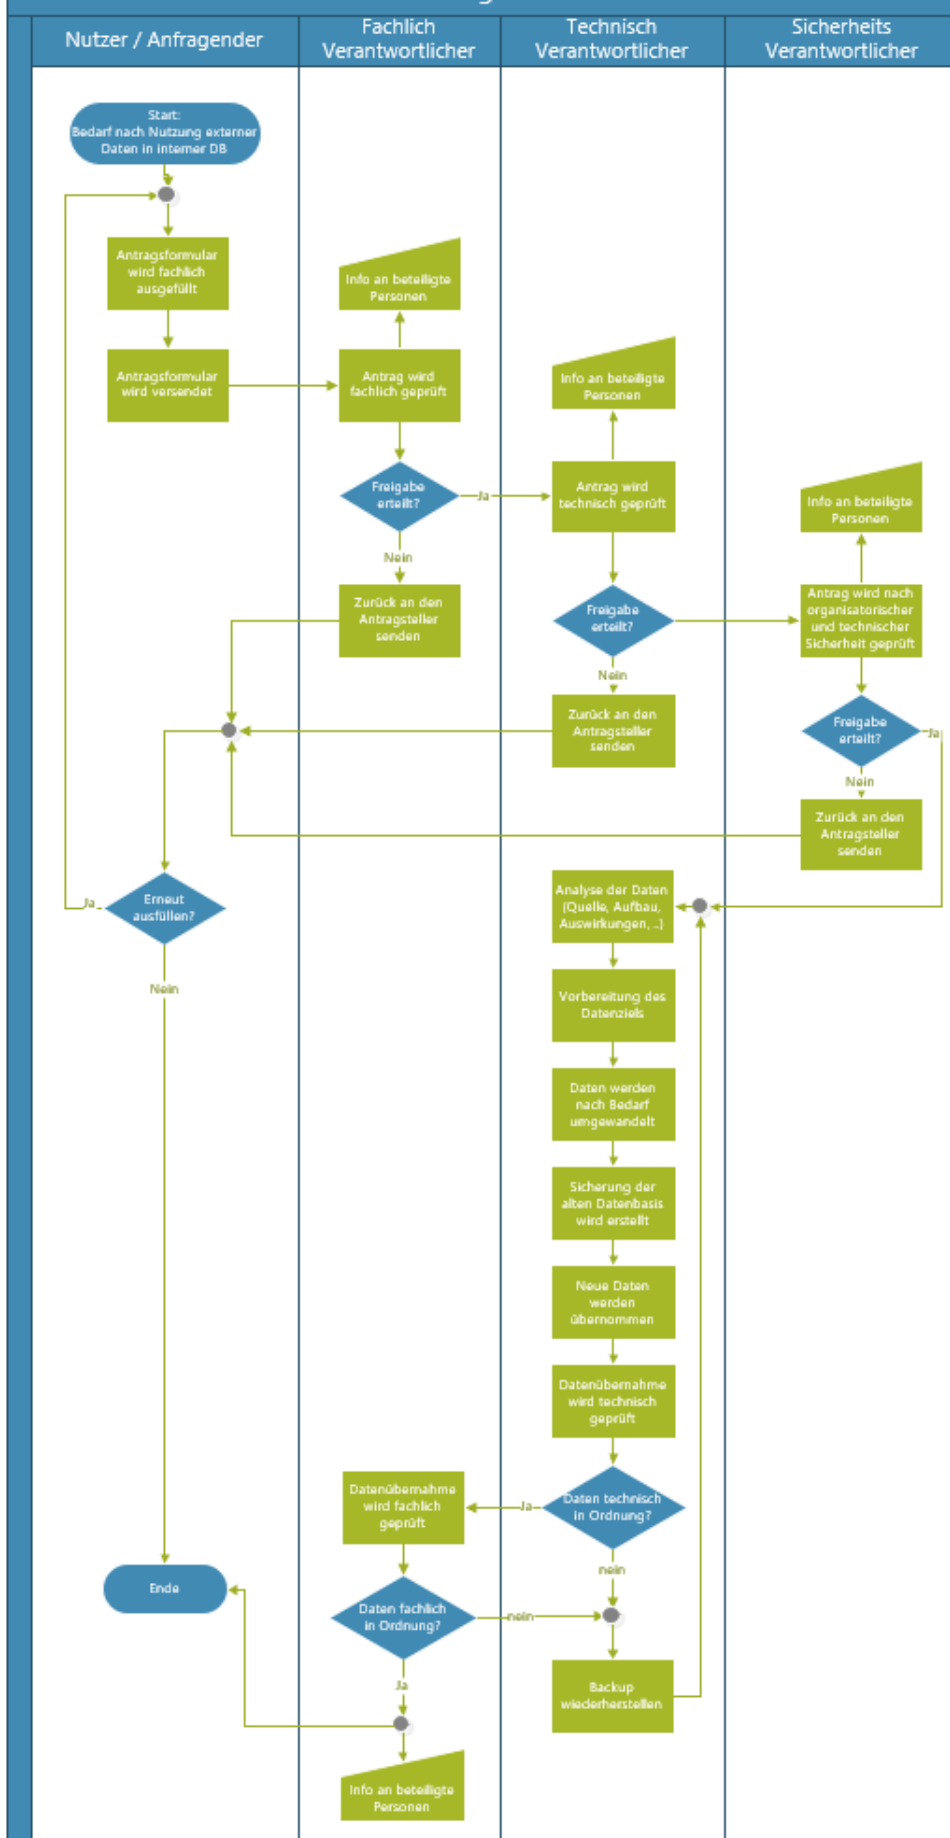 Nutzer / Anfragender
Fachlich
Verantwortlicher
Technisch
Verantwortlicher
Sicherheits
Verantwortlicher
Start:
Bedarf nach Nutzung externer
Daten in interner DB
Antragsformular
wird fachlich
ausgefüllt
Antragsformular
wird versendet
Info an beteiligte
Personen
Antrag wird
fachlich geprüft
Freigabe
erteilt?
Ja
Nein
Zurück an den
Antragsteller
senden
Info an beteiligte
Personen
Antrag wird
technisch geprüft
Freigabe
erteilt?
Nein
Zurück an den
Antragsteller
senden
Info an beteiligte
Personen
Antrag wird nach
organisatorischer
und technischer
Sicherheit geprüft
Freigabe
erteilt?
Ja
Nein
Zurück an den
Antragsteller
senden
Erneut
ausfüllen?
Ja
Nein
Analyse der Daten
(Quelle, Aufbau,
Auswirkungen, ..)
Vorbereitung des
Datenziels
Daten werden
nach Bedarf
umgewandelt
Sicherung der
alten Datenbasis
wird erstellt
Neue Daten
werden
übernommen
Datenübernahme
wird technisch
geprüft
Daten technisch
in Ordnung?
Ja
nein
Datenübernahme
wird fachlich
geprüft
Daten fachlich
in Ordnung?
nein
Ja
Backup
wiederherstellen
Info an beteiligte
Personen
Ende